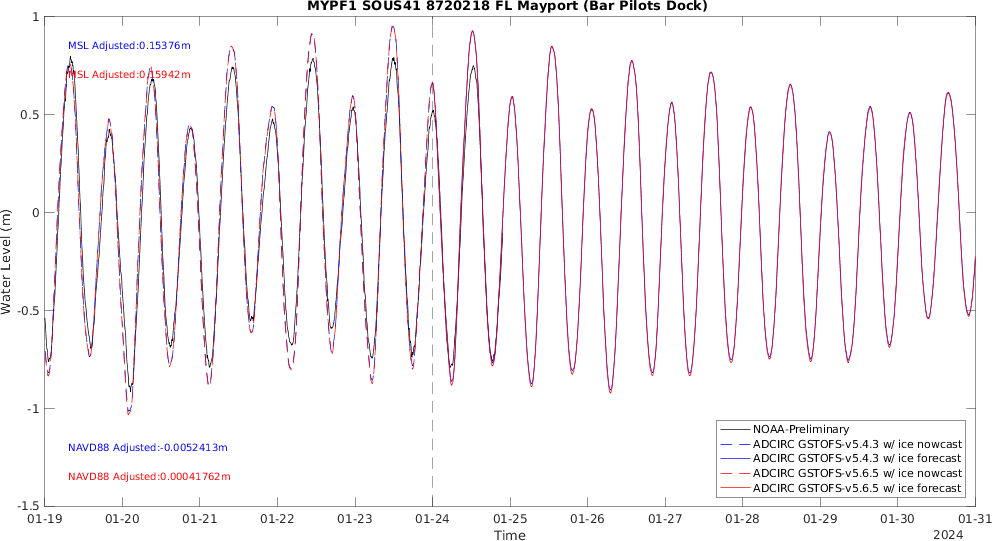 MYPF1 SOUS41 8720218 FL Mayport (Bar Pilots Dock)
MSL Adjusted:0.15376m
MSL Adjusted:0.15942m
NAVD88 Adjusted:-0.0052413m
NAVD88 Adjusted:0.00041762m
Water Level (m)
1
0.5
0
-0.5
-1
-1.5
NOAA-Preliminary
ADCIRC GSTOFS-v5.4.3 w/ ice nowcast
ADCIRC GSTOFS-v5.4.3 w/ ice forecast
ADCIRC GSTOFS-v5.6.5 w/ ice nowcast
ADCIRC GSTOFS-v5.6.5 w/ ice forecast
01-19 01-20 01-21 01-22 01-23 01-24 01-25 01-26 01-27 01-28 01-29 01-30 01-31
Time
2024